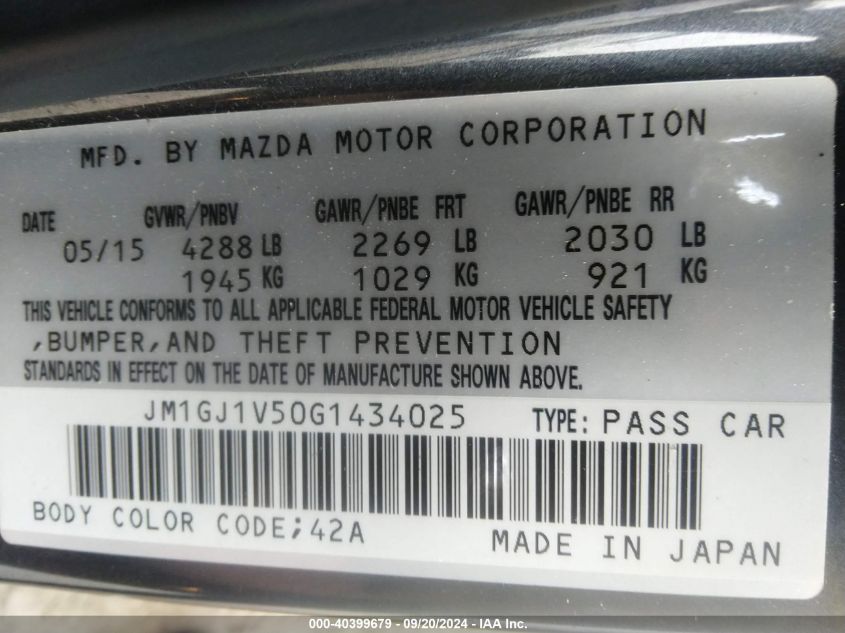 MFD. BY MAZDA MOTOR CORPORATION
DATE GVWR/PNBV GAWR/PNBE FRT GAWR/PNBE RR
05/15 4288 LB 2269 LB 2030 LB
1945 KG 1029 KG 921 KG
THIS VEHICLE CONFORMS TO ALL APPLICABLE FEDERAL MOTOR VEHICLE SAFETY
,BUMPER,AND THEFT PREVENTION
STANDARDS IN EFFECT ON THE DATE OF MANUFACTURE SHOWN ABOVE.
JM1GJ1V50G1434025 TYPE: PASS CAR
BODY COLOR CODE;42A MADE IN JAPAN
000-40399679 - 09/20/2024 - IAA Inc.